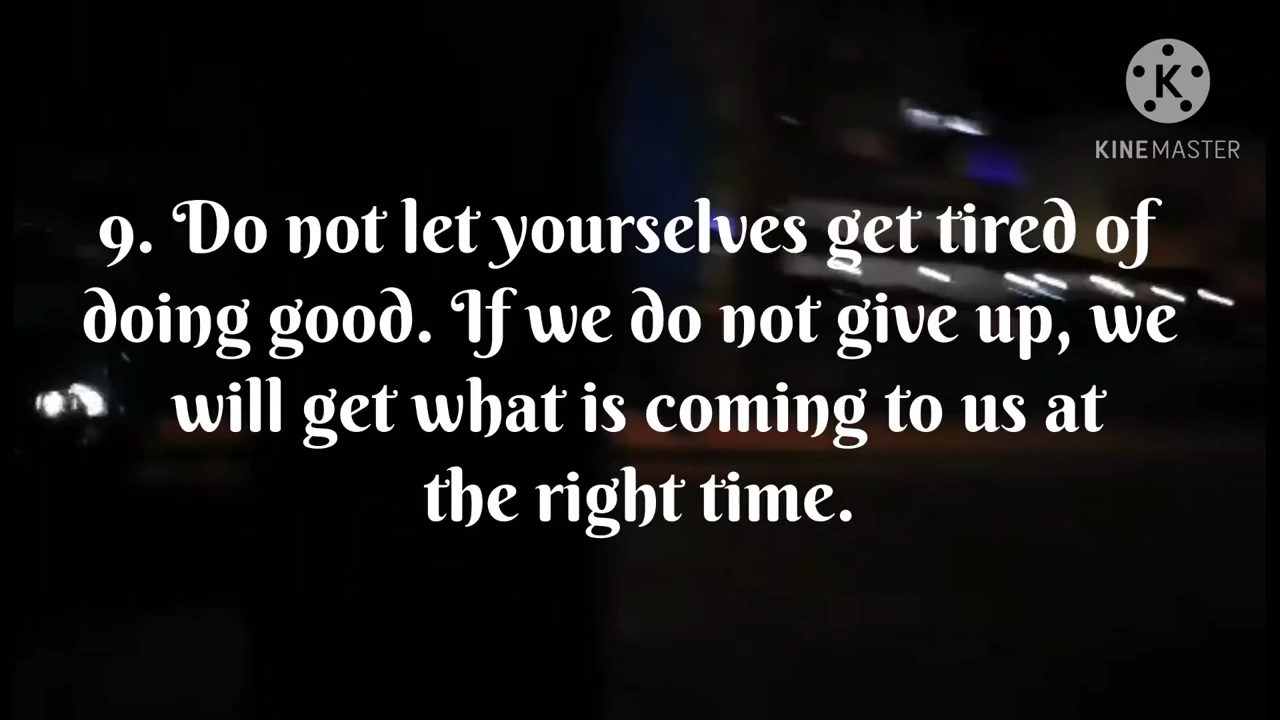 K
KINEMASTER
9. Do not let yourselves get tired of
doing good. If we do not give up, we
will get what is coming to us at
the right time.